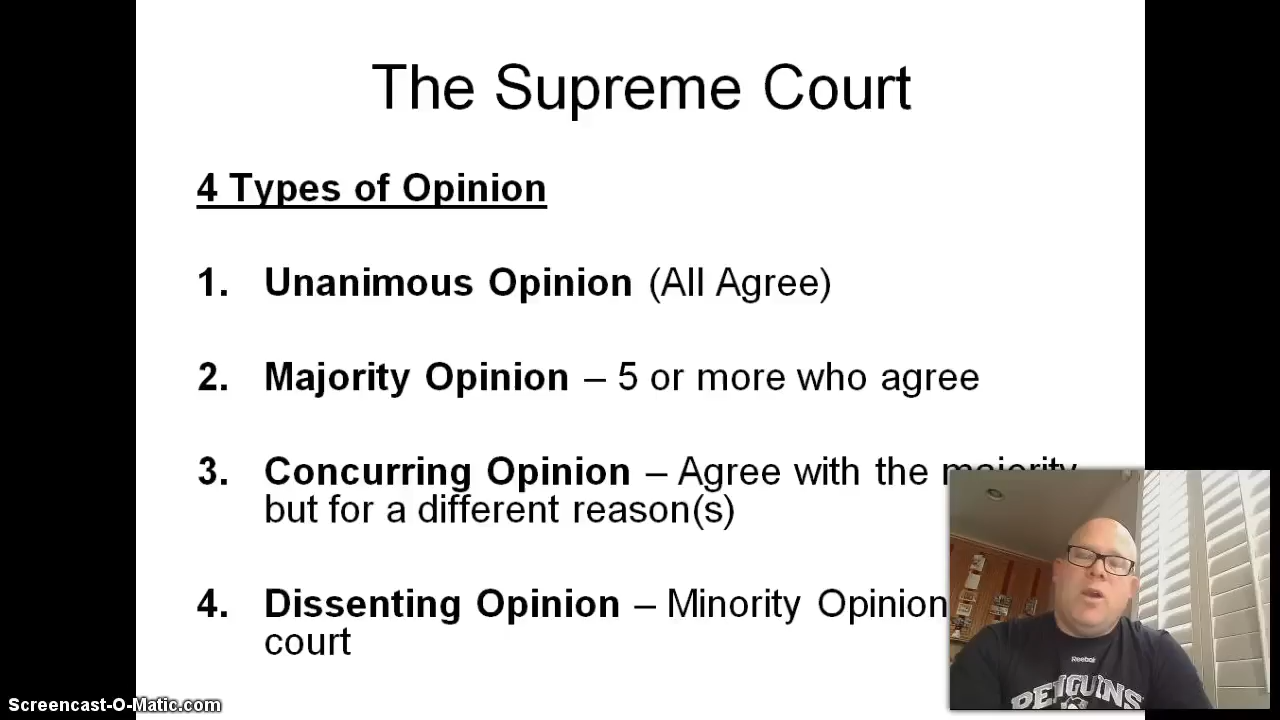 The Supreme Court
4 Types of Opinion
1. Unanimous Opinion (All Agree)
2. Majority Opinion – 5 or more who agree
3. Concurring Opinion – Agree with the majority
but for a different reason(s)
4. Dissenting Opinion – Minority Opinion
court
Reebok
PENGUINS
Screencast-O-Matic.com